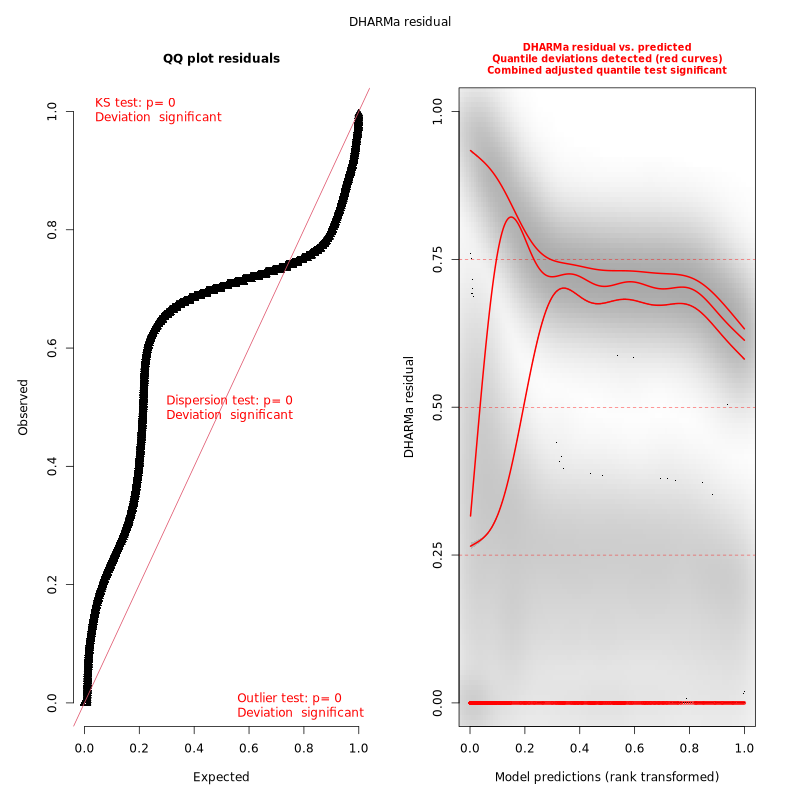 DHARMa residual
QQ plot residuals
KS test: p= 0
Deviation  significant
Dispersion test: p= 0
Deviation  significant
Outlier test: p= 0
Deviation  significant
Observed
0.0
0.2
0.4
0.6
0.8
1.0
0.0 0.2 0.4 0.6 0.8 1.0
Expected
DHARMa residual vs. predicted
Quantile deviations detected (red curves)
Combined adjusted quantile test significant
DHARMa residual
0.00
0.25
0.50
0.75
1.00
0.0 0.2 0.4 0.6 0.8 1.0
Model predictions (rank transformed)